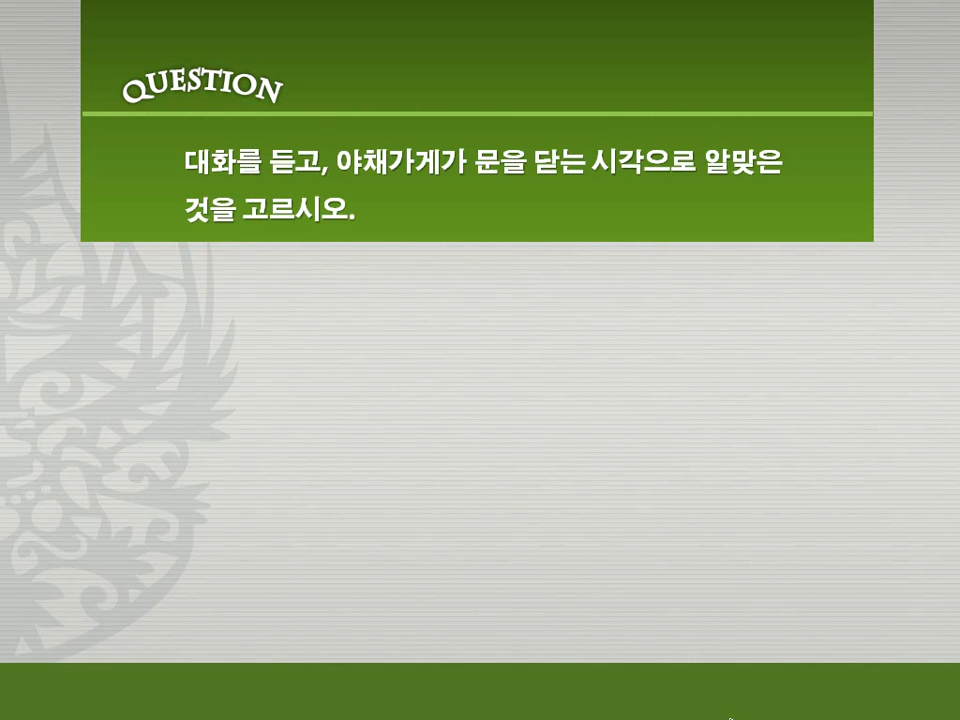 QUESTION
대화를 듣고, 야채가게가 문을 닫는 시각으로 알맞은
것을 고르시오.